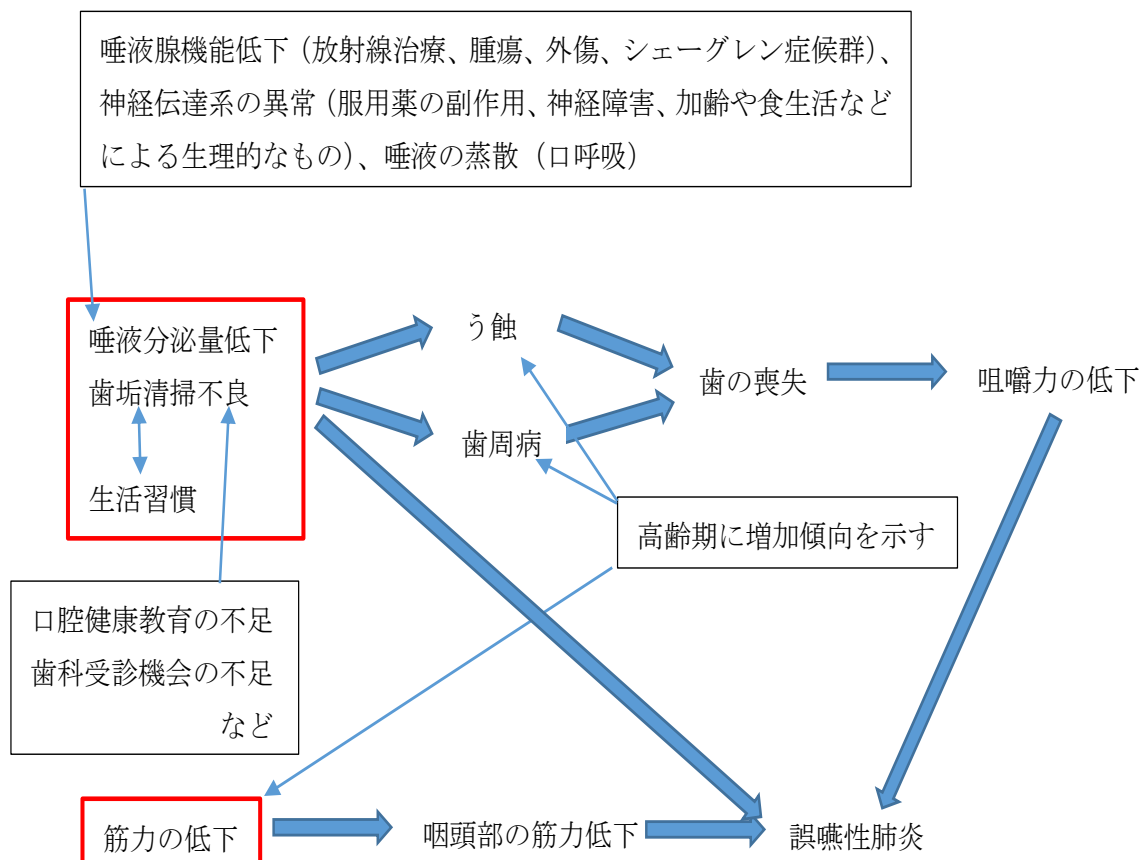 唾液腺機能低下（放射線治療、腫瘍、外傷、シェーグレン症候群）、
神経伝達系の異常（服用薬の副作用、神経障害、加齢や食生活など
による生理的なもの）、唾液の蒸散（口呼吸）
唾液分泌量低下
歯垢清掃不良
生活習慣
う蝕
歯周病
歯の喪失
咀嚼力の低下
高齢期に増加傾向を示す
口腔健康教育の不足
歯科受診機会の不足
など
筋力の低下
咽頭部の筋力低下
誤嚥性肺炎